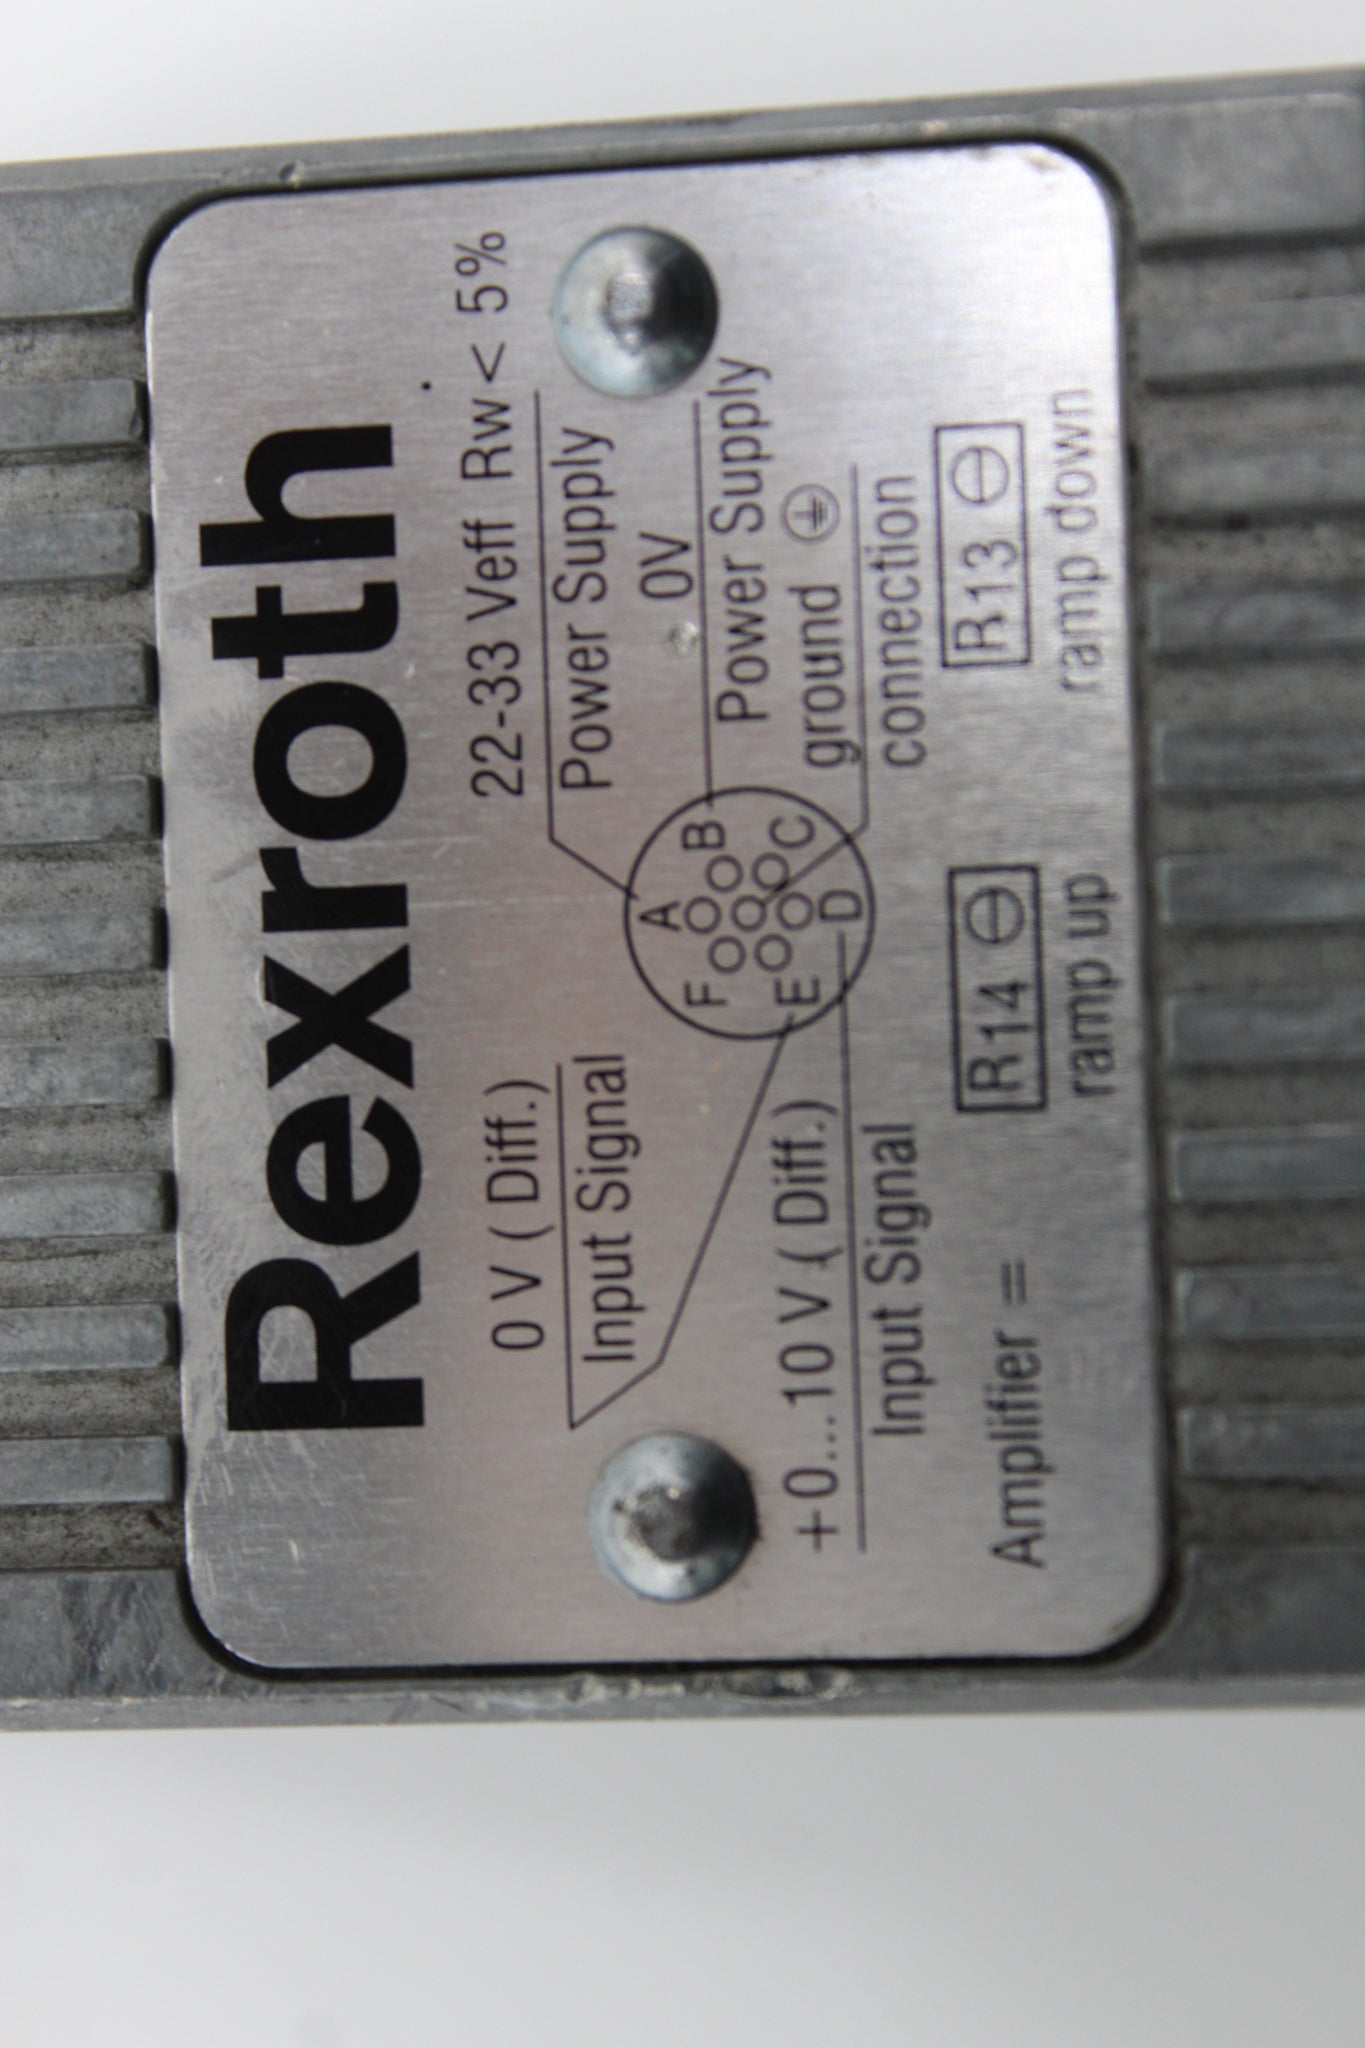 Rexroth
22-33 Veff Rw < 5%
Power Supply
0V
Power Supply
ground
connection
0 V ( Diff.)
Input Signal
+0...10 V ( Diff.)
Input Signal
A
B
C
D
E
F
R14
ramp up
R13
ramp down
Amplifier =